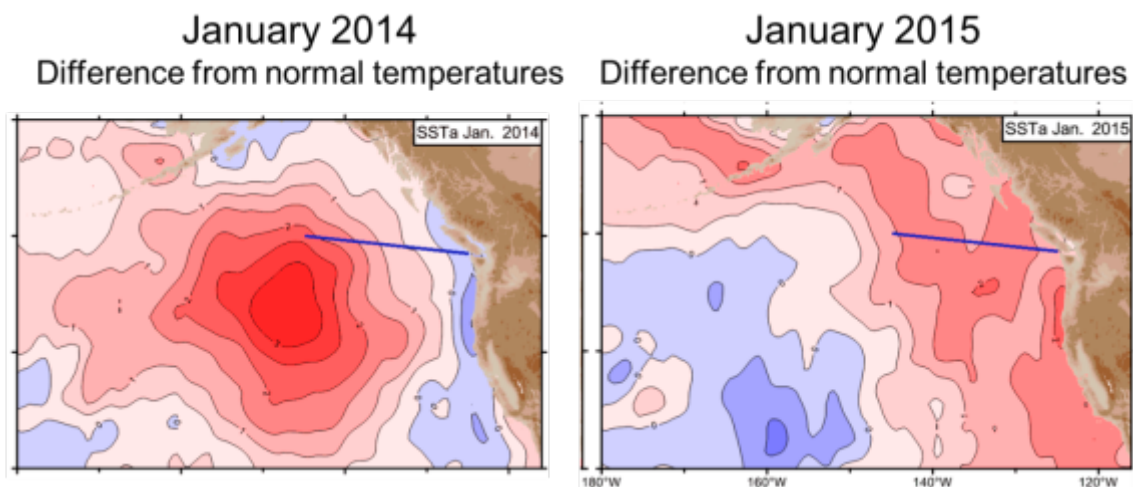 January 2014
Difference from normal temperatures
SSTa Jan. 2014
January 2015
Difference from normal temperatures
SSTa Jan. 2015
180°W
160°W
140°W
120°W